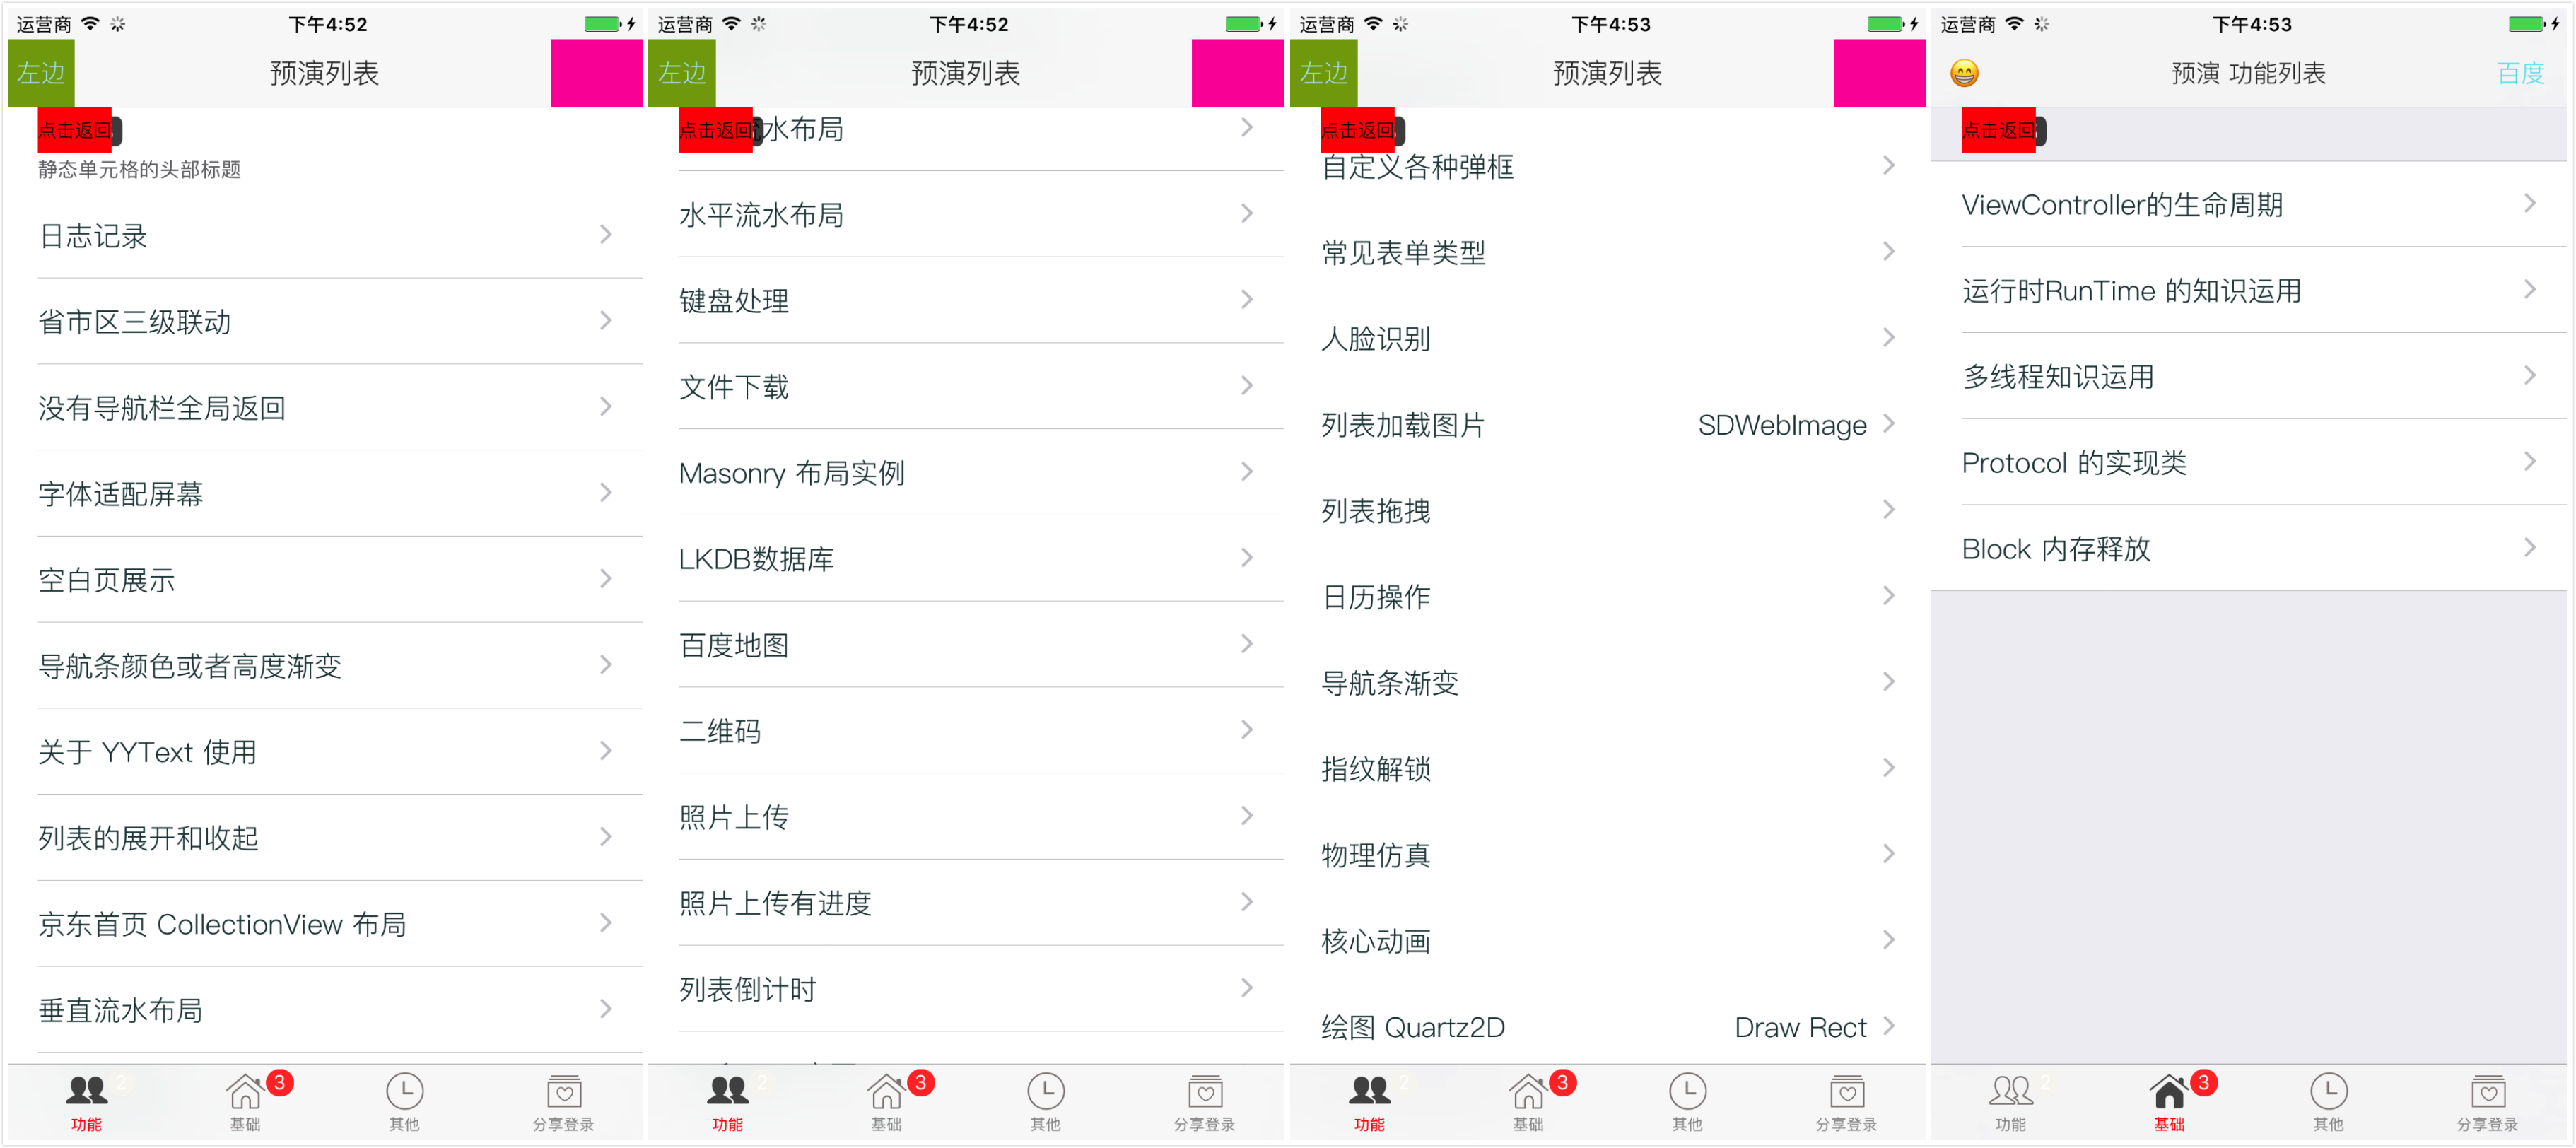 运营商
下午4:52
左边
预演列表
点击返回
静态单元格的头部标题
日志记录
省市区三级联动
没有导航栏全局返回
字体适配屏幕
空白页展示
导航条颜色或者高度渐变
关于 YYText 使用
列表的展开和收起
京东首页 CollectionView 布局
垂直流水布局
2
3
功能
基础
其他
分享登录
运营商
下午4:52
左边
预演列表
点击返回
水布局
水平流水布局
键盘处理
文件下载
Masonry 布局实例
LKDB数据库
百度地图
二维码
照片上传
照片上传有进度
列表倒计时
2
3
功能
基础
其他
分享登录
运营商
下午4:53
左边
预演列表
点击返回
自定义各种弹框
常见表单类型
人脸识别
列表加载图片 SDWebImage
列表拖拽
日历操作
导航条渐变
指纹解锁
物理仿真
核心动画
绘图 Quartz2D Draw Rect
2
3
功能
基础
其他
分享登录
运营商
下午4:53
预演 功能列表
百度
点击返回
ViewController的生命周期
运行时RunTime 的知识运用
多线程知识运用
Protocol 的实现类
Block 内存释放
2
3
功能
基础
其他
分享登录